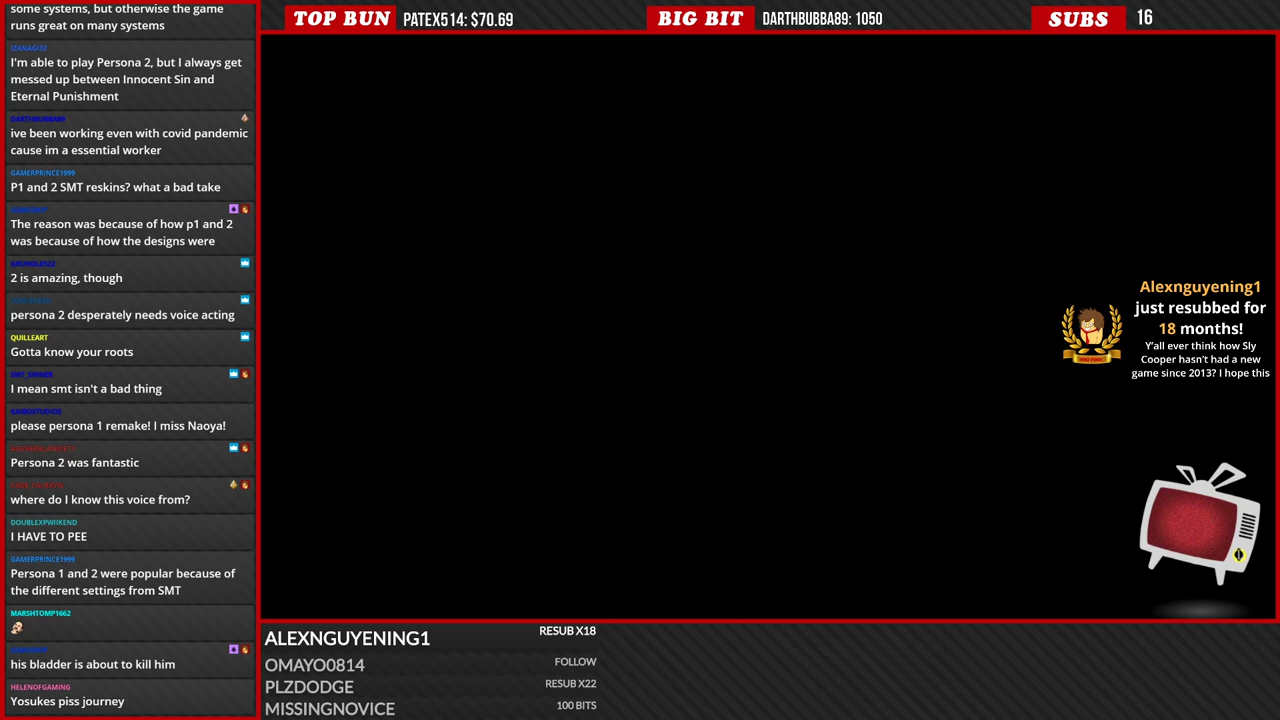 TOP BUN
PATEX514: $70.69
BIG BIT
DARTHBUBBA89: 1050
SUBS
16
some systems, but otherwise the game
runs great on many systems
IZANAGI22
I'm able to play Persona 2, but I always get
messed up between Innocent Sin and
Eternal Punishment
DARTHBUBBA89
ive been working even with covid pandemic
cause im a essential worker
GAMERPRINCE1999
P1 and 2 SMT reskins? what a bad take
The reason was because of how p1 and 2
was because of how the designs were
2 is amazing, though
persona 2 desperately needs voice acting
QUILLEART
Gotta know your roots
SMT_SINNER
I mean smt isn't a bad thing
KAIBOSTUDIOS
please persona 1 remake! I miss Naoya!
Persona 2 was fantastic
where do I know this voice from?
DOUBLEXPWIIKEND
I HAVE TO PEE
GAMERPRINCE1999
Persona 1 and 2 were popular because of
the different settings from SMT
MARSHTOMP1662
his bladder is about to kill him
HELENOFGAMING
Yosukes piss journey
Alexnguyening1
just resubbed for
18 months!
Y'all ever think how Sly
Cooper hasn't had a new
game since 2013? I hope this
ALEXNGUYENING1
RESUB X18
OMAYO0814
FOLLOW
PLZDODGE
RESUB X22
MISSINGNOVICE
100 BITS